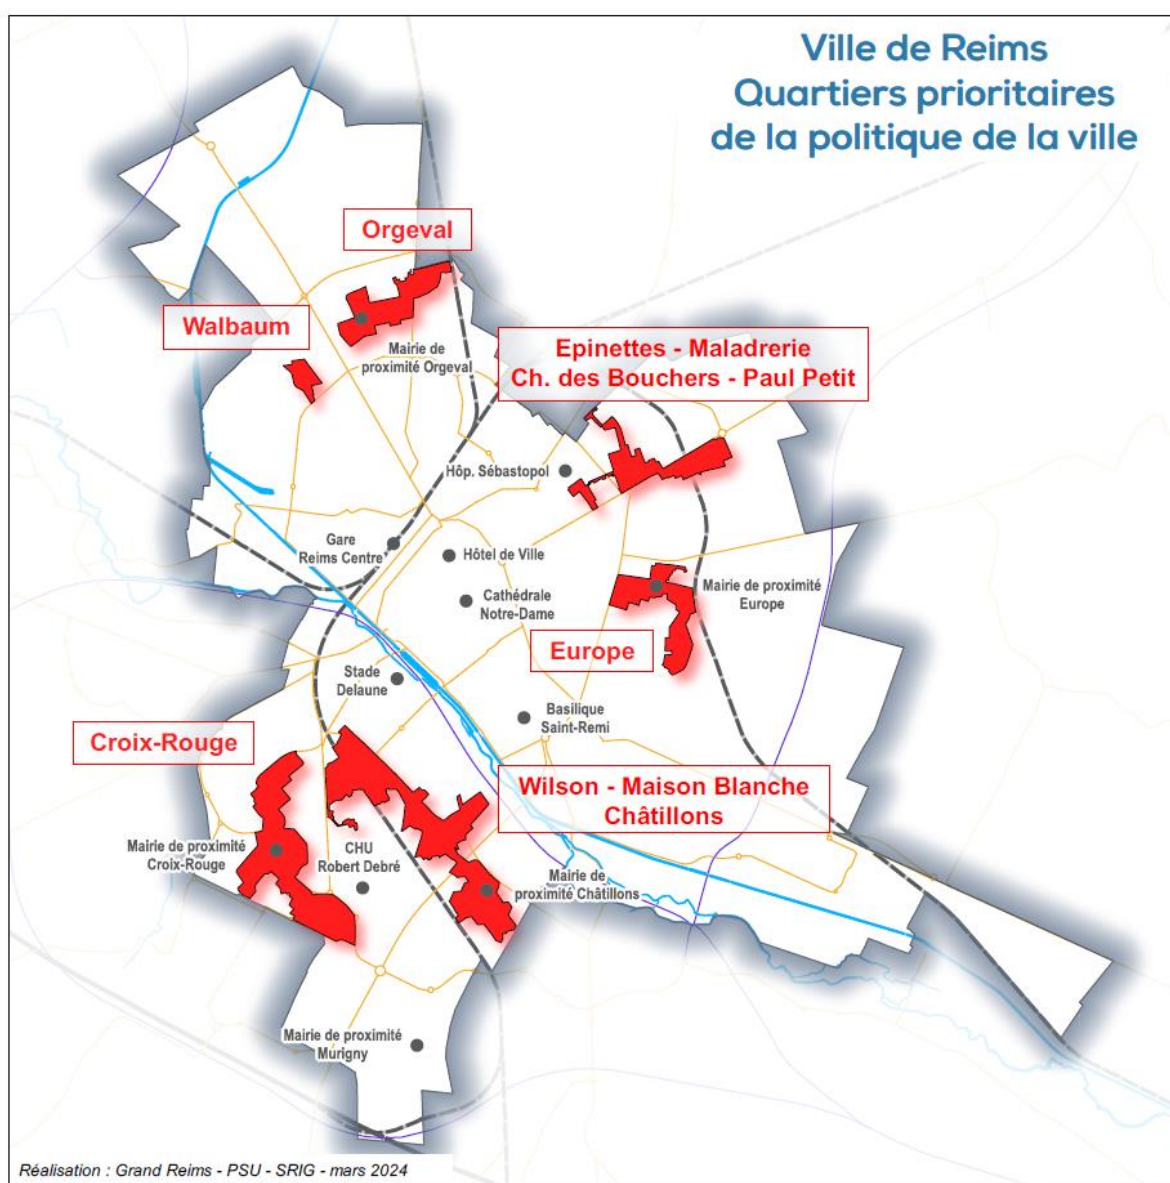 Ville de Reims
Quartiers prioritaires
de la politique de la ville
Orgeval
Walbaum
Mairie de
proximité Orgeval
Epinettes - Maladrerie
Ch. des Bouchers - Paul Petit
Hôp. Sébastopol
Gare
Reims Centre
Hôtel de Ville
Cathédrale
Notre-Dame
Mairie de proximité
Europe
Europe
Stade
Delaune
Basilique
Saint-Remi
Croix-Rouge
Wilson - Maison Blanche
Châtillons
Mairie de proximité
Croix-Rouge
CHU
Robert Debré
Mairie de
proximité Châtillons
Mairie de proximité
Murigny
Réalisation : Grand Reims - PSU - SRIG - mars 2024